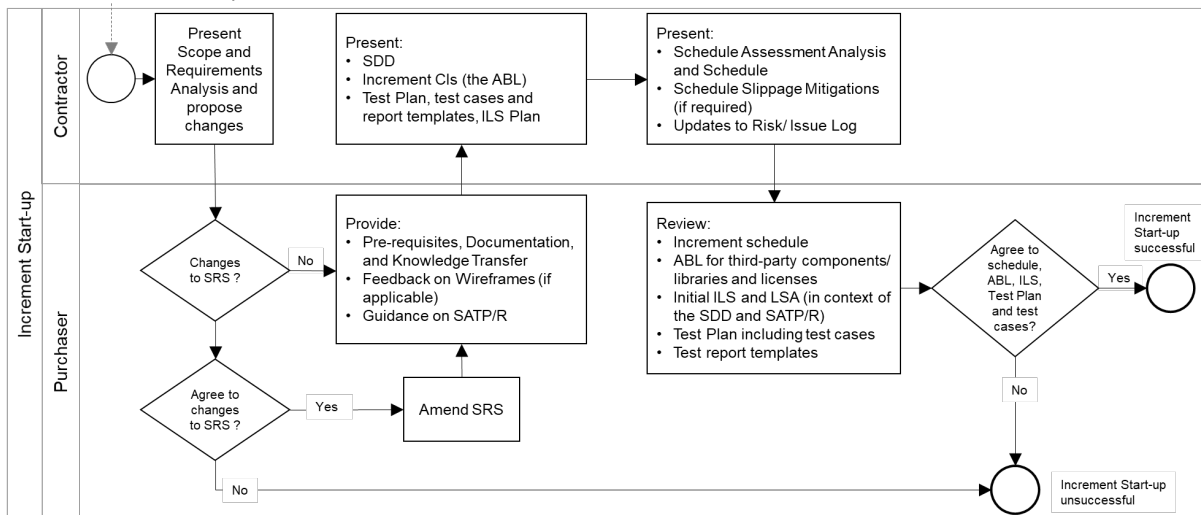 Increment Start-up
Contractor
Purchaser
Present
Scope and
Requirements
Analysis and
propose
changes
Present:
• SDD
• Increment CIs (the ABL)
• Test Plan, test cases and
report templates, ILS Plan
Present:
• Schedule Assessment Analysis
and Schedule
• Schedule Slippage Mitigations
(if required)
• Updates to Risk/ Issue Log
Changes
to SRS ?
No
Provide:
• Pre-requisites, Documentation,
and Knowledge Transfer
• Feedback on Wireframes (if
applicable)
• Guidance on SATP/R
Review:
• Increment schedule
• ABL for third-party components/
libraries and licenses
• Initial ILS and LSA (in context of
the SDD and SATP/R)
• Test Plan including test cases
• Test report templates
Agree to
schedule,
ABL, ILS,
Test Plan
and test
cases?
Yes
Increment
Start-up
successful
Agree to
changes
to SRS ?
Yes
Amend SRS
No
No
Increment Start-up
unsuccessful